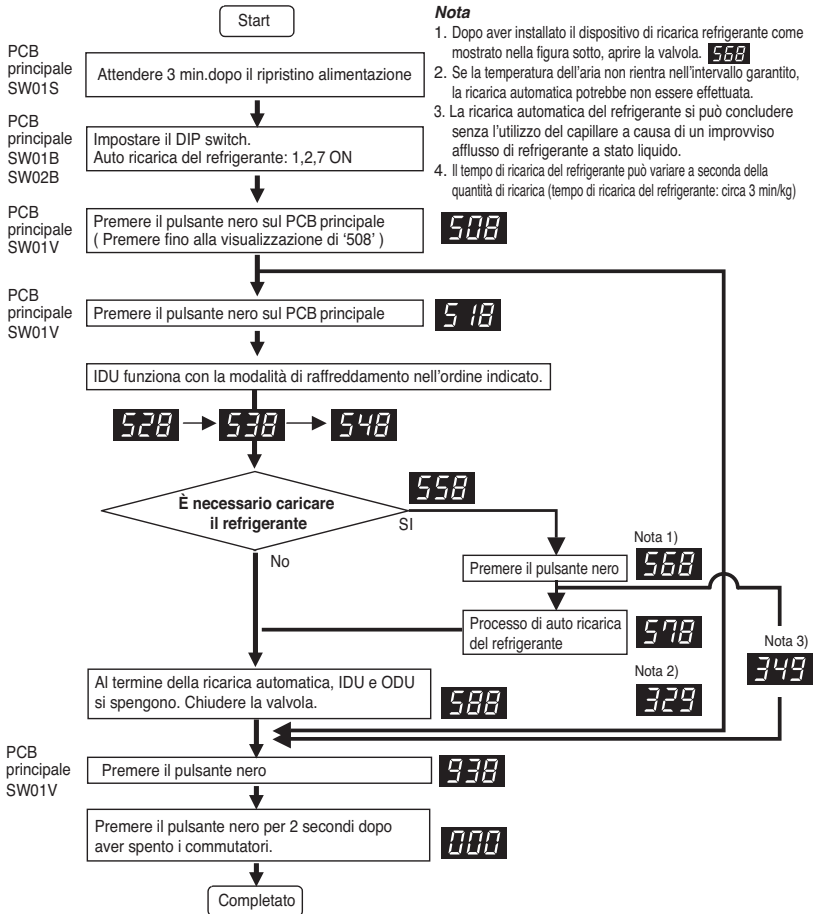 Start
PCB
principale
SW01S
Attendere 3 min.dopo il ripristino alimentazione
PCB
principale
SW01B
SW02B
Impostare il DIP switch.
Auto ricarica del refrigerante: 1,2,7 ON
PCB
principale
SW01V
Premere il pulsante nero sul PCB principale
( Premere fino alla visualizzazione di ‘508’ )
508
PCB
principale
SW01V
Premere il pulsante nero sul PCB principale
518
IDU funziona con la modalità di raffreddamento nell'ordine indicato.
528
538
548
È necessario caricare
il refrigerante
558
SI
No
Premere il pulsante nero
Nota 1)
568
Processo di auto ricarica
del refrigerante
578
Nota 2)
329
Nota 3)
349
Al termine della ricarica automatica, IDU e ODU
si spengono. Chiudere la valvola.
588
PCB
principale
SW01V
Premere il pulsante nero
938
Premere il pulsante nero per 2 secondi dopo
aver spento i commutatori.
000
Completato
Nota
1. Dopo aver installato il dispositivo di ricarica refrigerante come
mostrato nella figura sotto, aprire la valvola. 568
2. Se la temperatura dell'aria non rientra nell'intervallo garantito,
la ricarica automatica potrebbe non essere effettuata.
3. La ricarica automatica del refrigerante si può concludere
senza l'utilizzo del capillare a causa di un improvviso
afflusso di refrigerante a stato liquido.
4. Il tempo di ricarica del refrigerante può variare a seconda della
quantità di ricarica (tempo di ricarica del refrigerante: circa 3 min/kg)